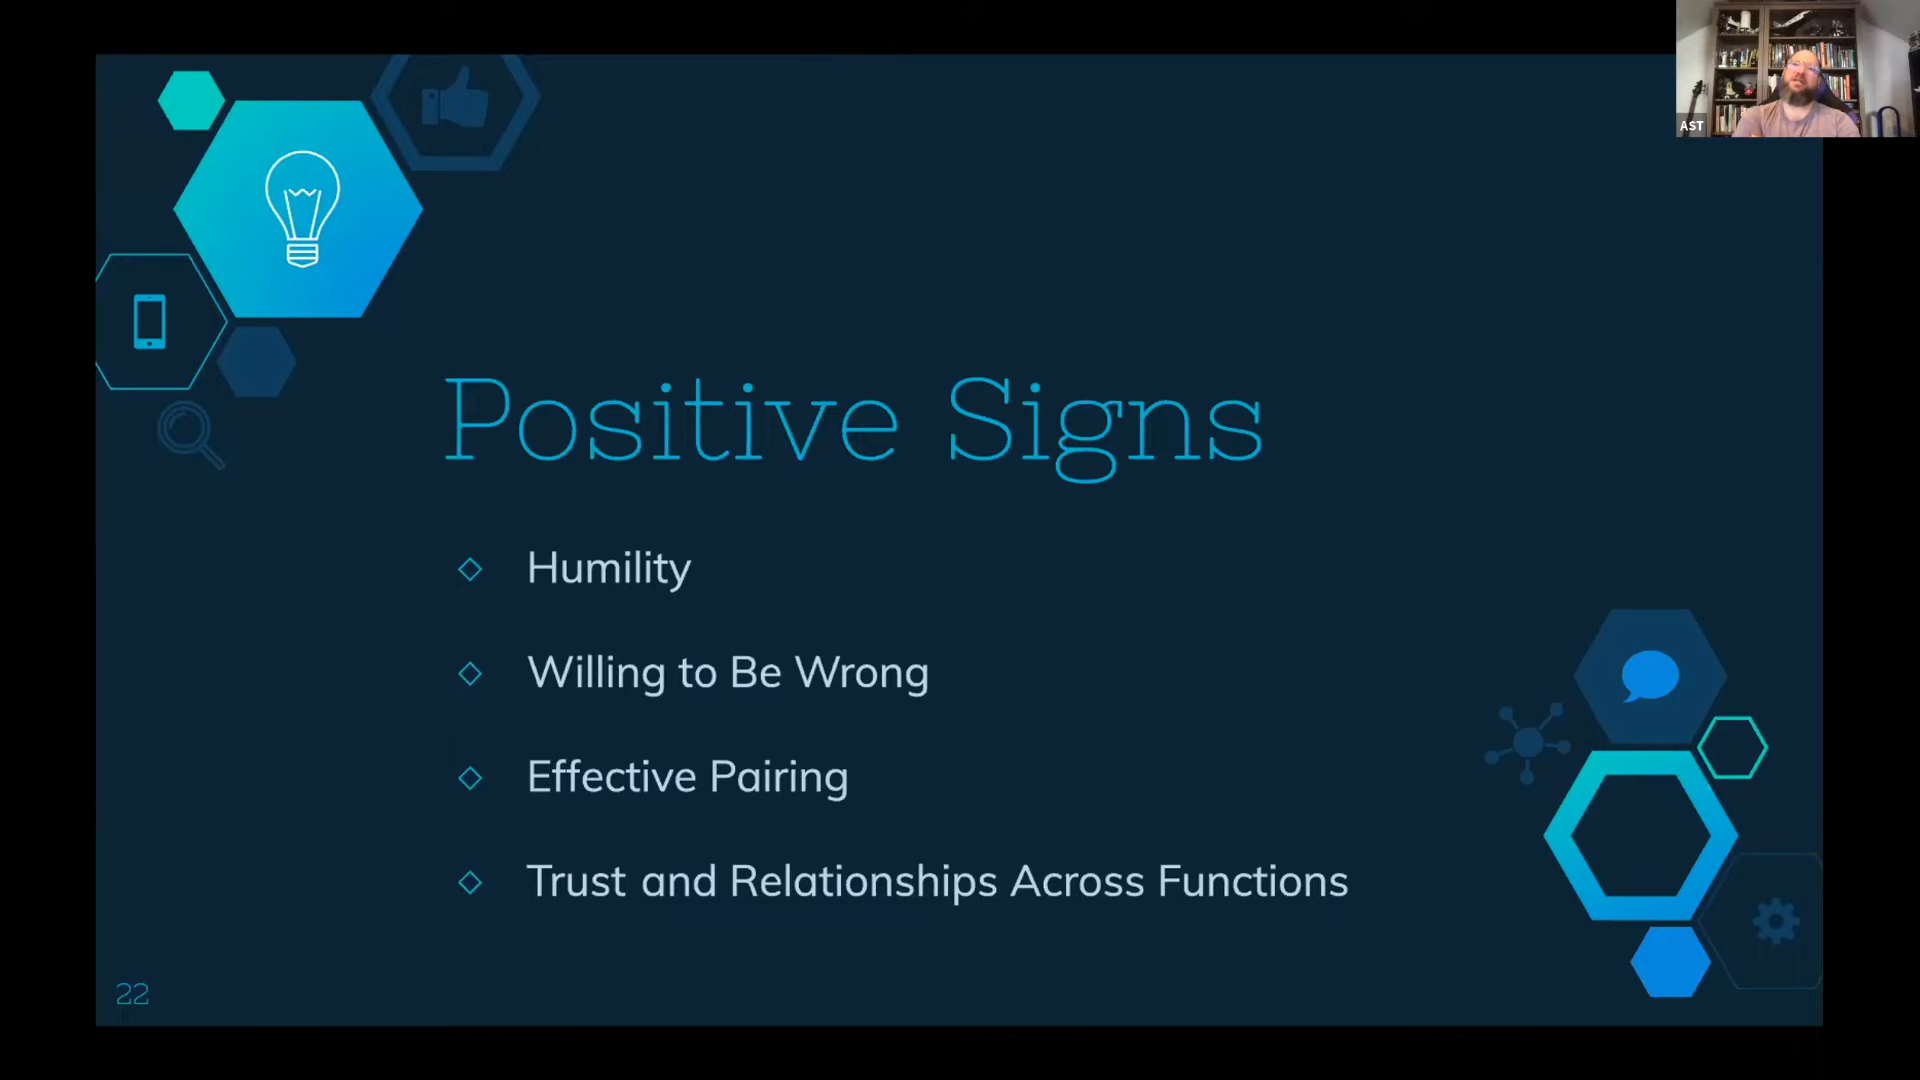 AST
Positive Signs
Humility
Willing to Be Wrong
Effective Pairing
Trust and Relationships Across Functions
22